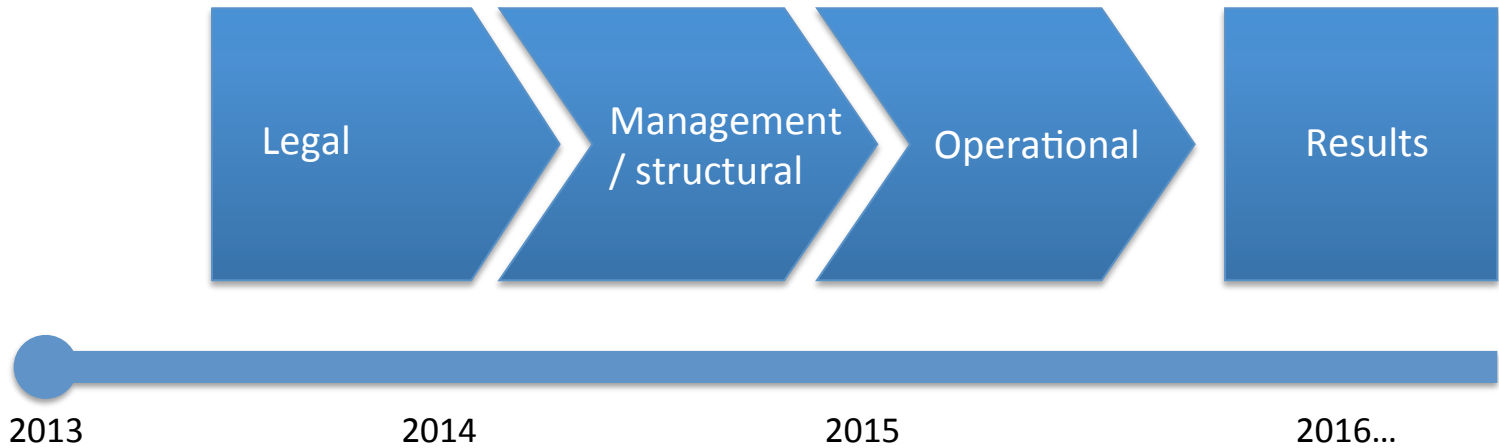 Legal
Management
/ structural
Operational
Results
2013
2014
2015
2016…